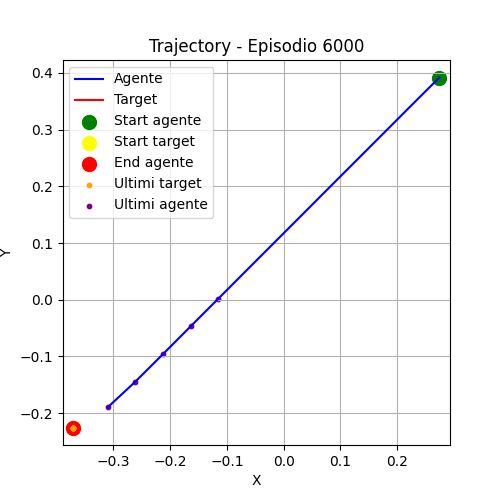 Trajectory - Episodio 6000
Agente
Target
Start agente
Start target
End agente
Ultimi target
Ultimi agente
Y
0.4
0.3
0.2
0.1
0.0
−0.1
−0.2
−0.3 −0.2 −0.1 0.0 0.1 0.2
X